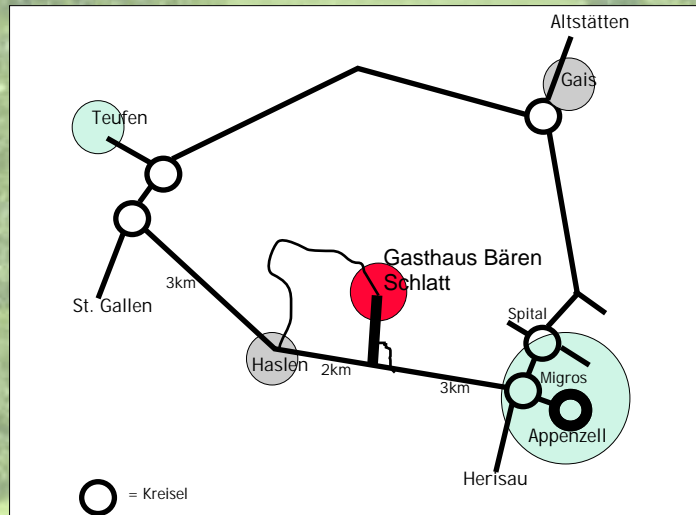 Altstätten
Gais
Teufen
Gasthaus Bären
Schlatt
3km
St. Gallen
Spital
Haslen
2km
3km
Migros
Appenzell
Herisau
= Kreisel